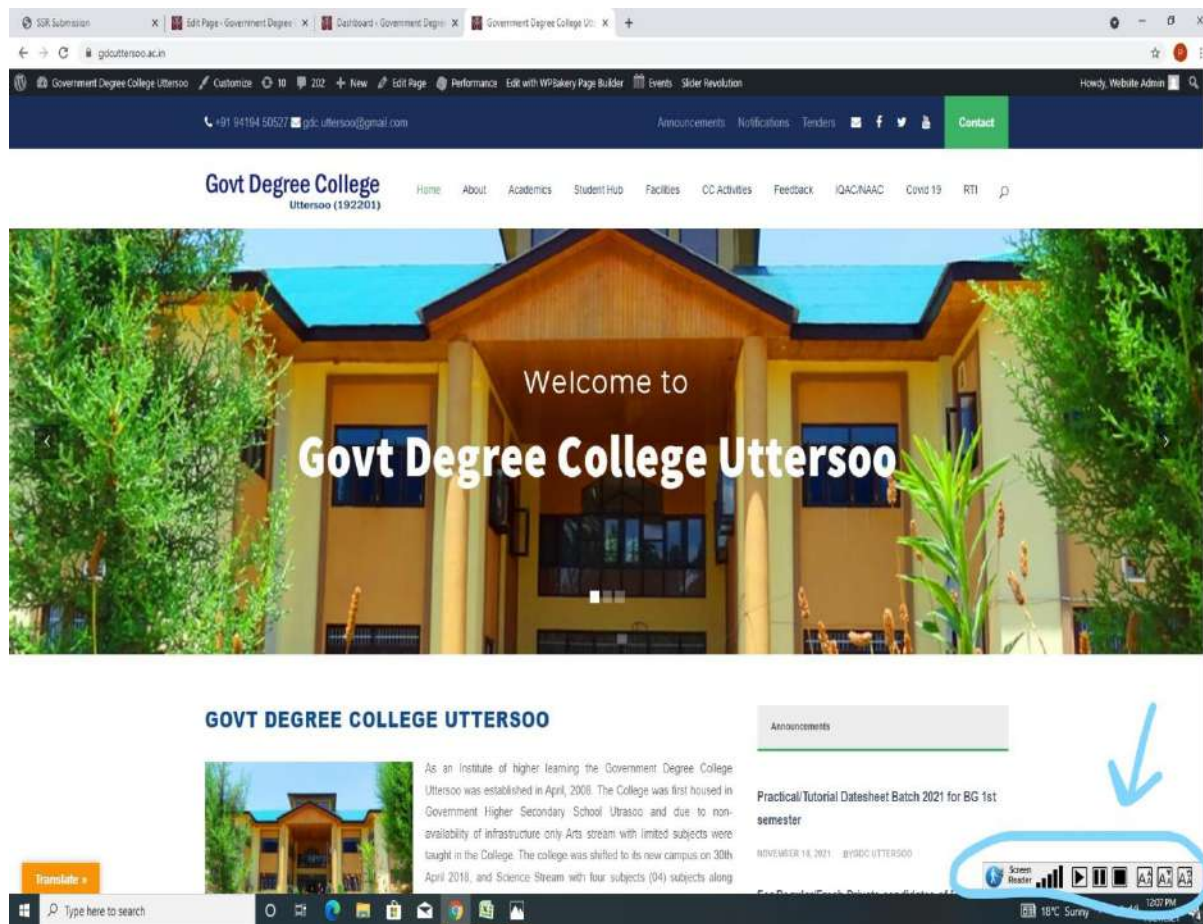 SSR Submission
Edit Page - Government Degree
Dashboard - Government Degree
Government Degree College Utt
gdcuttersoo.ac.in
Government Degree College Uttersoo Customize 10 202 + New Edit Page Performance Edit with WPBakery Page Builder Events Slider Revolution Howdy, Website Admin
+91 94194 50527 gdc.uttersoo@gmail.com Announcements Notifications Tenders Contact
Govt Degree College
Uttersoo (192201)
Home About Academics Student Hub Facilities CC Activities Feedback IQAC/NAAC Covid 19 RTI
Welcome to
Govt Degree College Uttersoo
GOVT DEGREE COLLEGE UTTERSOO
As an Institute of higher learning the Government Degree College
Uttersoo was established in April, 2008. The College was first housed in
Government Higher Secondary School Utrasoo and due to non-
availability of infrastructure only Arts stream with limited subjects were
taught in the College. The college was shifted to its new campus on 30th
April 2018, and Science Stream with four subjects (04) subjects along
Announcements
Practical/Tutorial Datesheet Batch 2021 for BG 1st
semester
NOVEMBER 18, 2021 BYGDC UTTERSOO
Screen
Reader
Translate »
Type here to search
18°C Sunny
12:07 PM